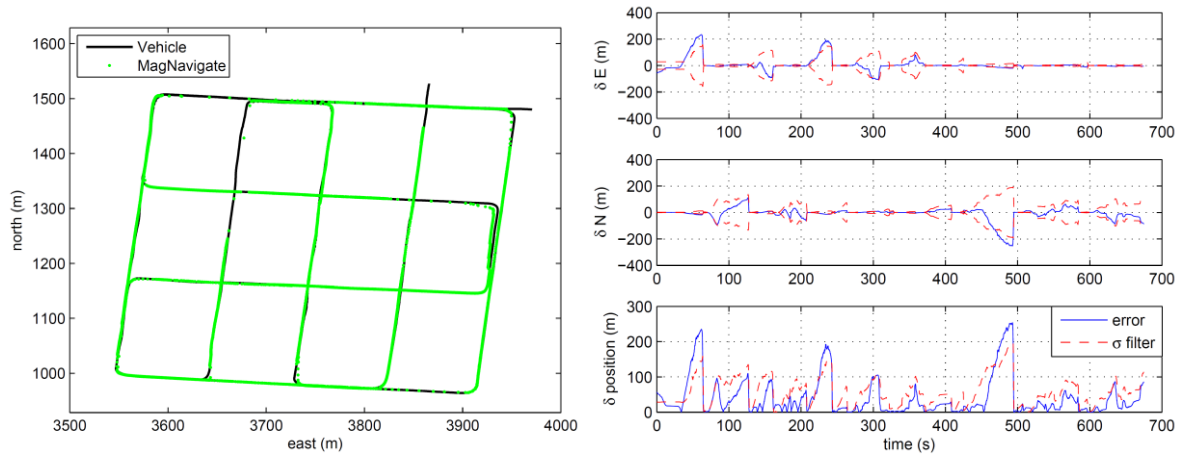 Vehicle
MagNavigate
1600
1500
1400
1300
1200
1100
1000
3500 3600 3700 3800 3900 4000
north (m)
east (m)
400
200
0
−200
−400
0 100 200 300 400 500 600 700
δ E (m)
400
200
0
−200
−400
0 100 200 300 400 500 600 700
δ N (m)
error
σ filter
300
200
100
0
0 100 200 300 400 500 600 700
δ position (m)
time (s)